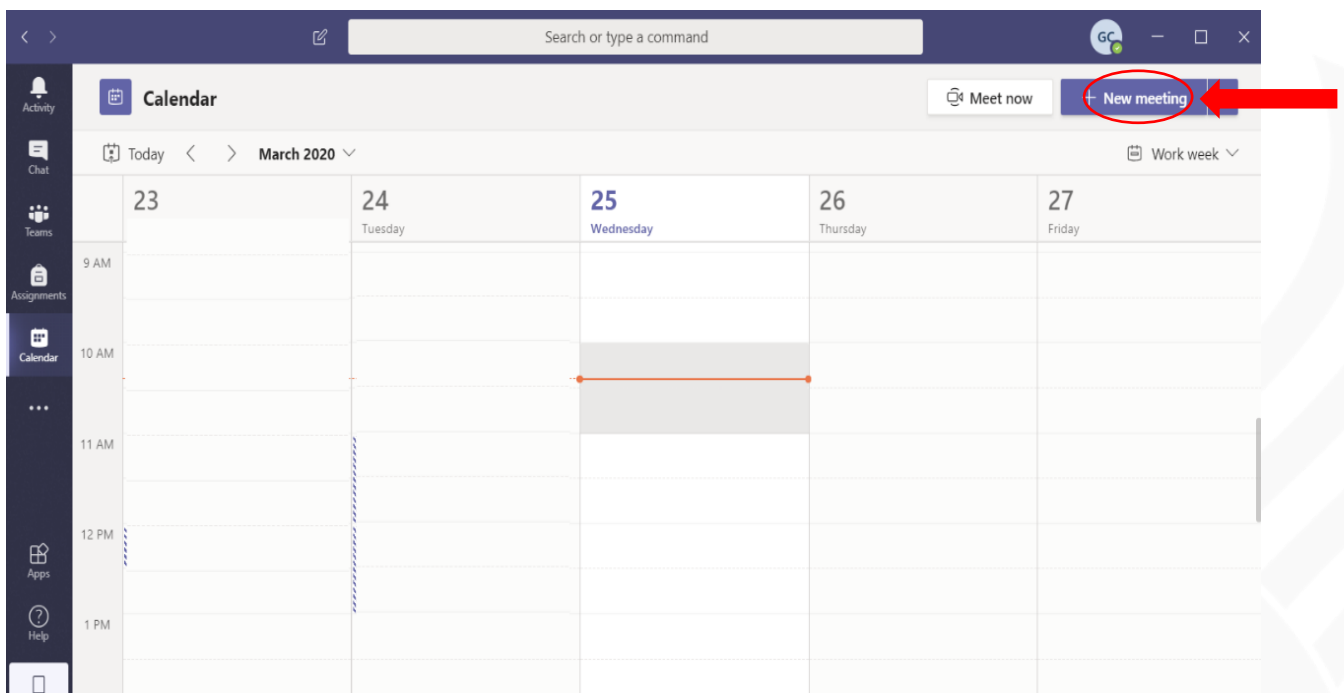 Search or type a command
GC
Activity
Calendar
Meet now
+ New meeting
Chat
Today
March 2020
Work week
Teams
23
24
25
26
27
Tuesday
Wednesday
Thursday
Friday
Assignments
9 AM
Calendar
10 AM
11 AM
12 PM
Apps
Help
1 PM